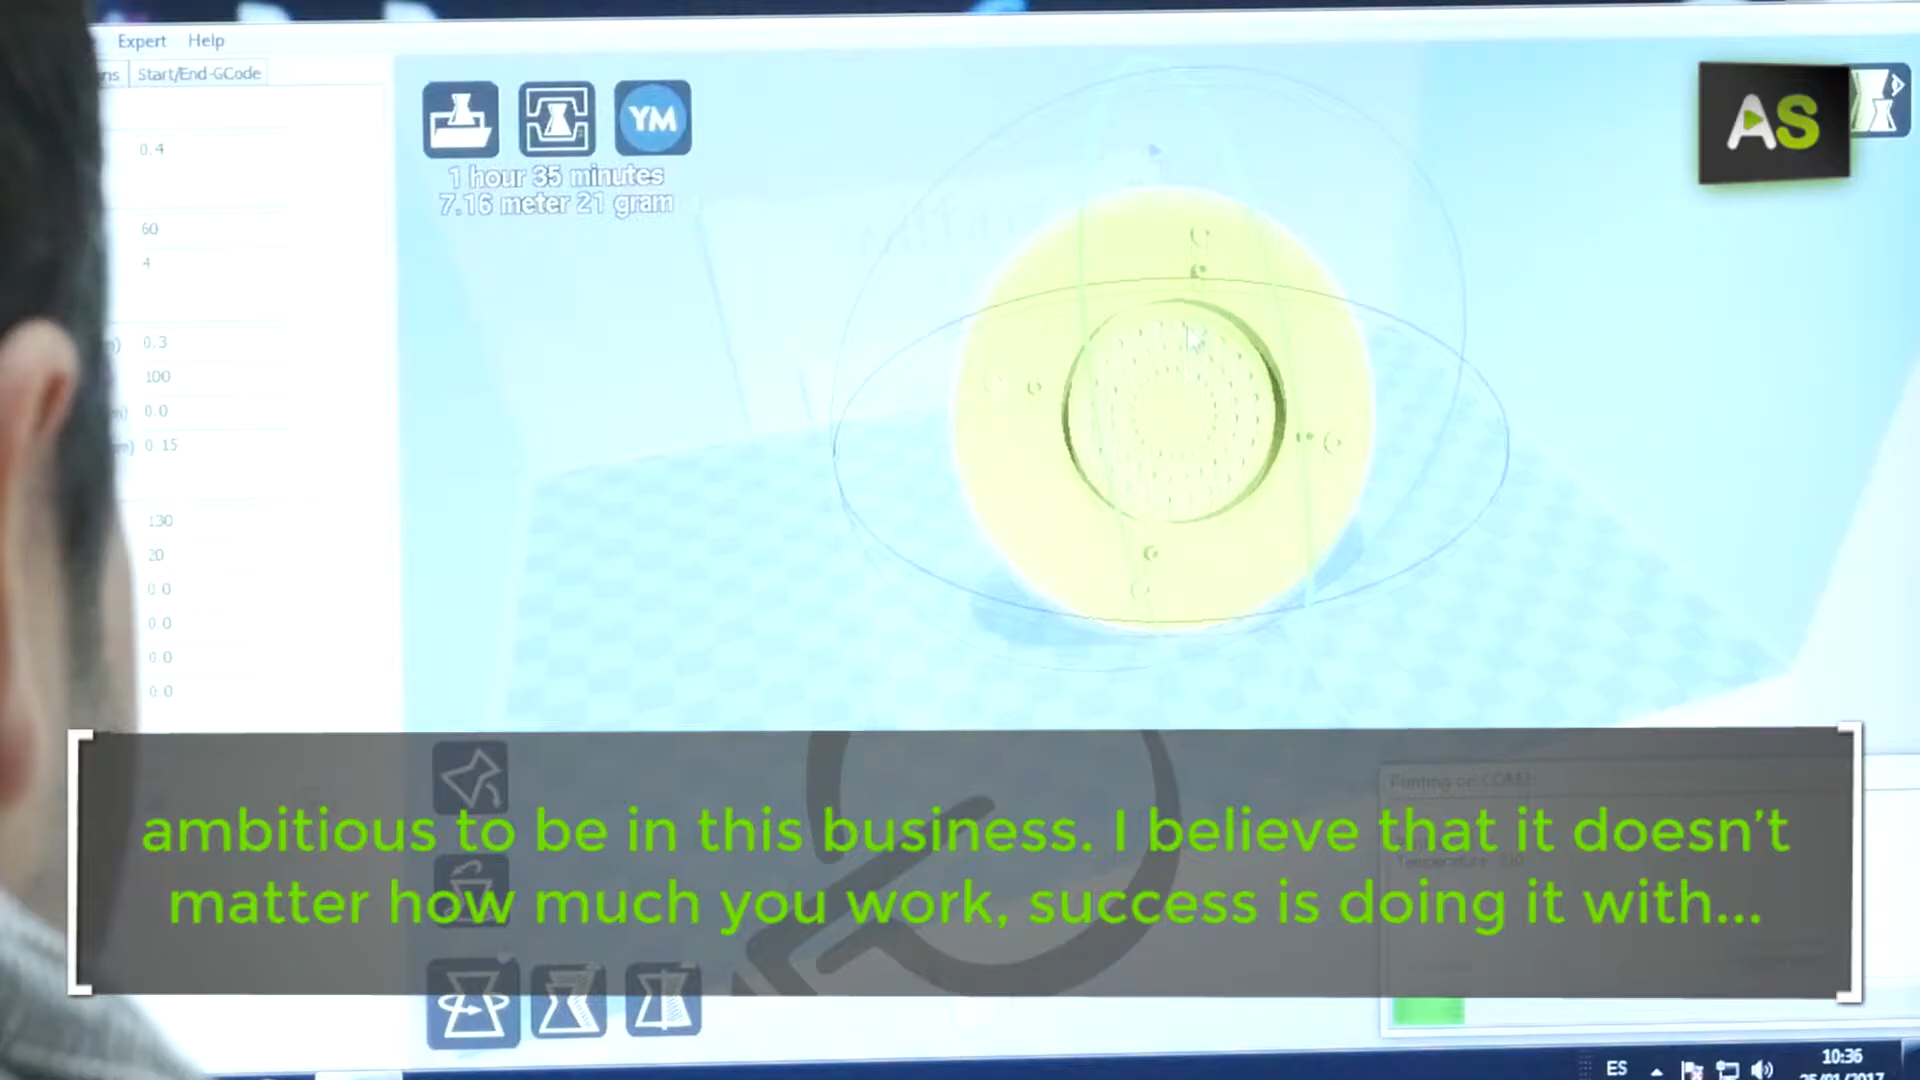 Expert Help
Start/End-GCode
AS
YM
1 hour 35 minutes
7.16 meter 21 gram
0.4
60
4
0.3
100
0.0
0.15
130
20
0.0
0.0
0.0
0.0
ambitious to be in this business. I believe that it doesn't
matter how much you work, success is doing it with...
ES
10:36